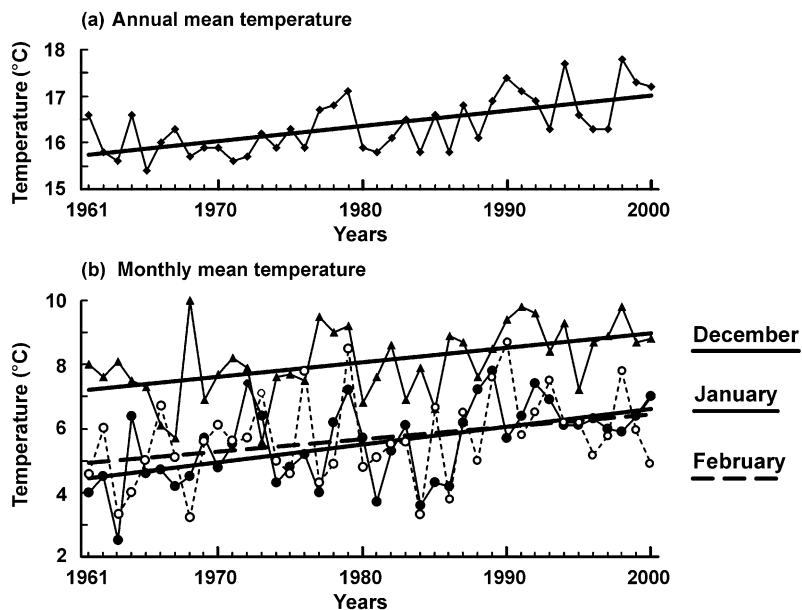 (a) Annual mean temperature
Temperature (°C)
18
17
16
15
1961 1970 1980 1990 2000
Years
(b) Monthly mean temperature
Temperature (°C)
10
8
6
4
2
1961 1970 1980 1990 2000
Years
December
January
February